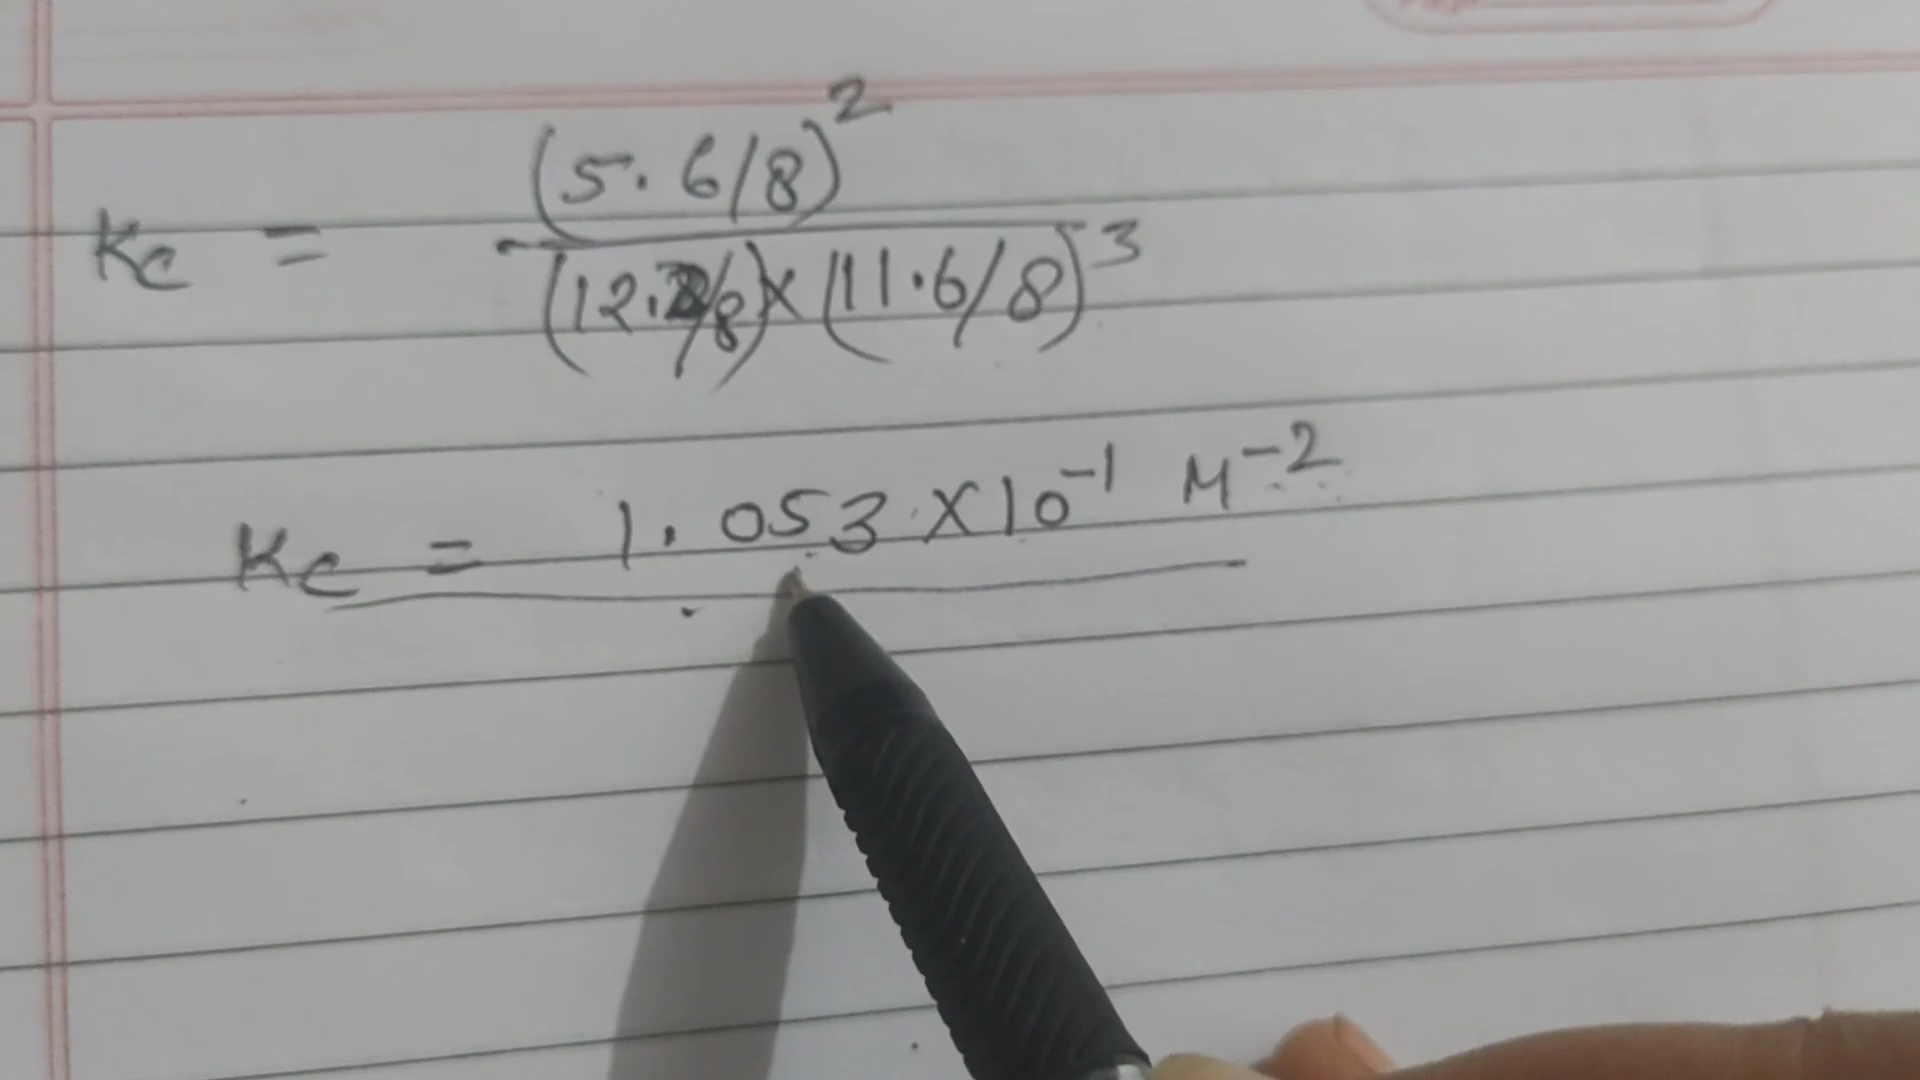 Kc = (5.6/8)² / (12.2/8) × (11.6/8)³
Kc = 1.053 × 10⁻¹ M⁻²